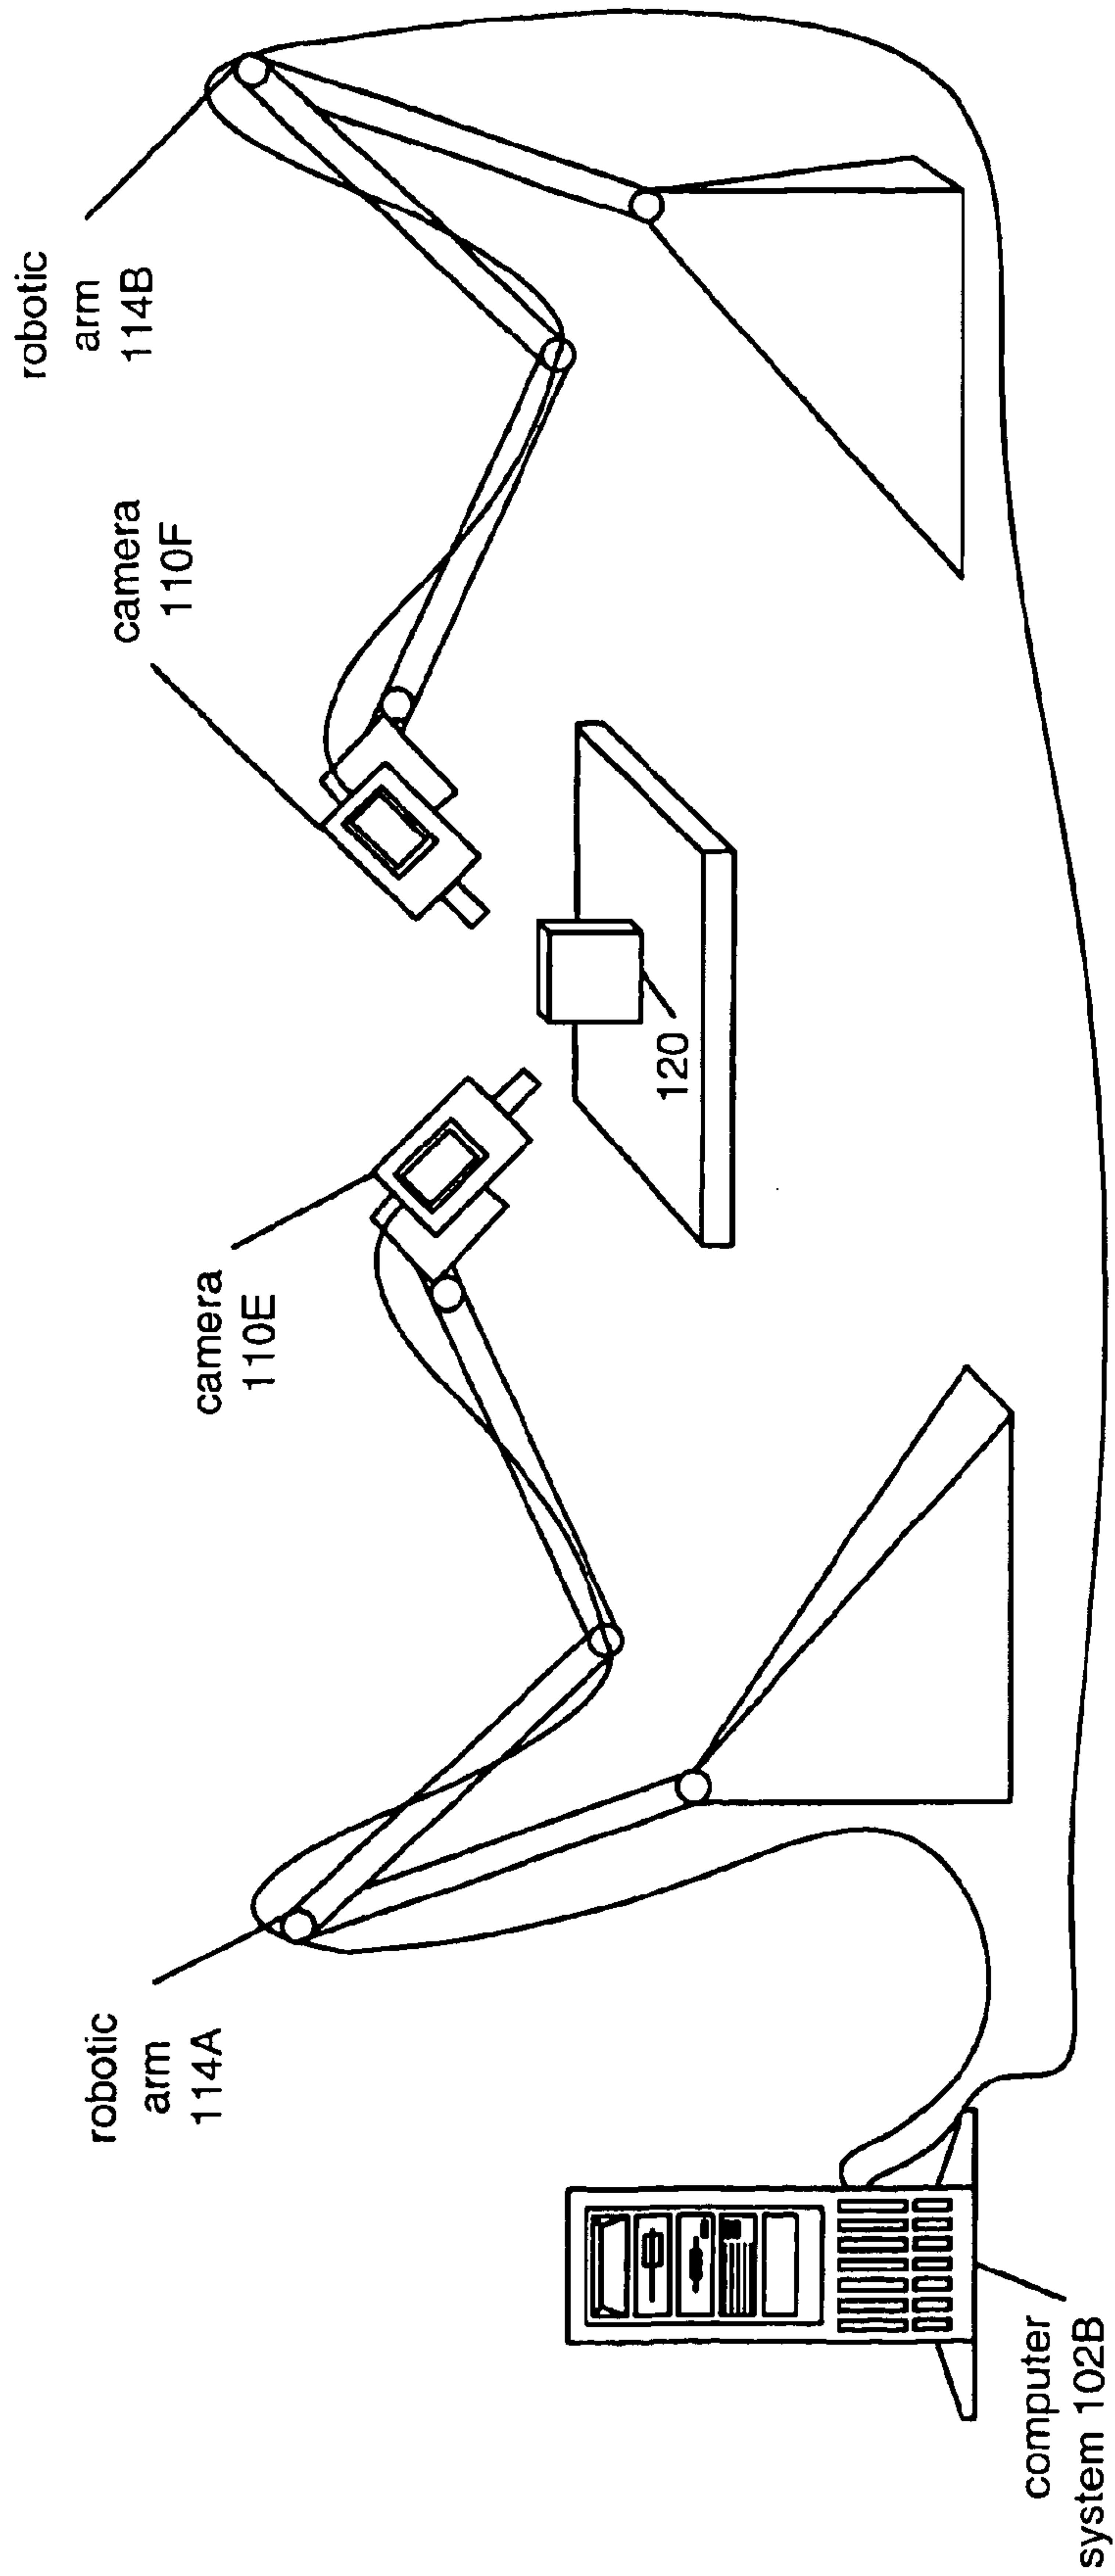 robotic
arm
114A
camera
110E
camera
110F
robotic
arm
114B
120
computer
system 102B